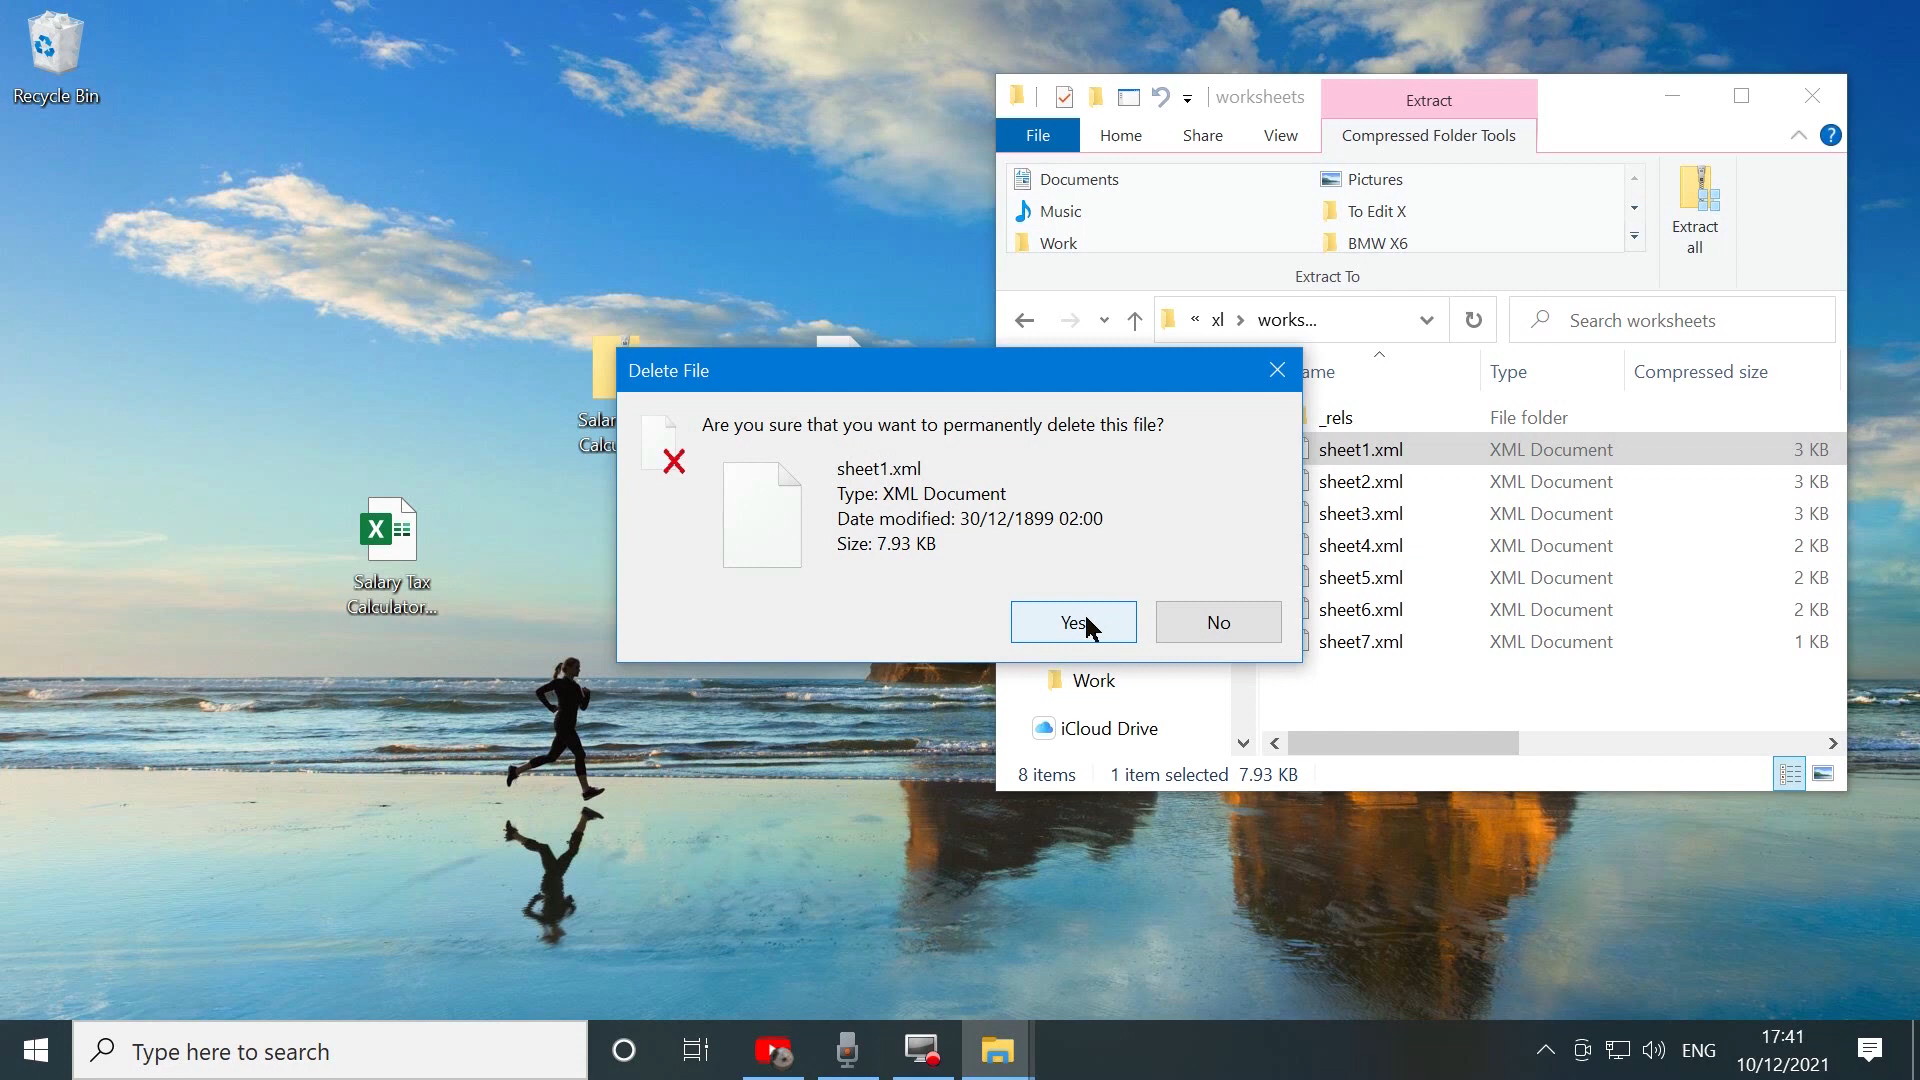 Recycle Bin
worksheets
Extract
File
Home
Share
View
Compressed Folder Tools
Documents
Pictures
Music
To Edit X
Work
BMW X6
Extract To
Extract
all
« xl > works...
Search worksheets
Type
Compressed size
_rels
File folder
sheet1.xml
XML Document
3 KB
sheet2.xml
XML Document
3 KB
sheet3.xml
XML Document
3 KB
sheet4.xml
XML Document
2 KB
sheet5.xml
XML Document
2 KB
sheet6.xml
XML Document
2 KB
sheet7.xml
XML Document
1 KB
Work
iCloud Drive
8 items
1 item selected 7.93 KB
Delete File
Are you sure that you want to permanently delete this file?
sheet1.xml
Type: XML Document
Date modified: 30/12/1899 02:00
Size: 7.93 KB
Yes
No
Salary Tax
Calculator...
Type here to search
ENG
17:41
10/12/2021